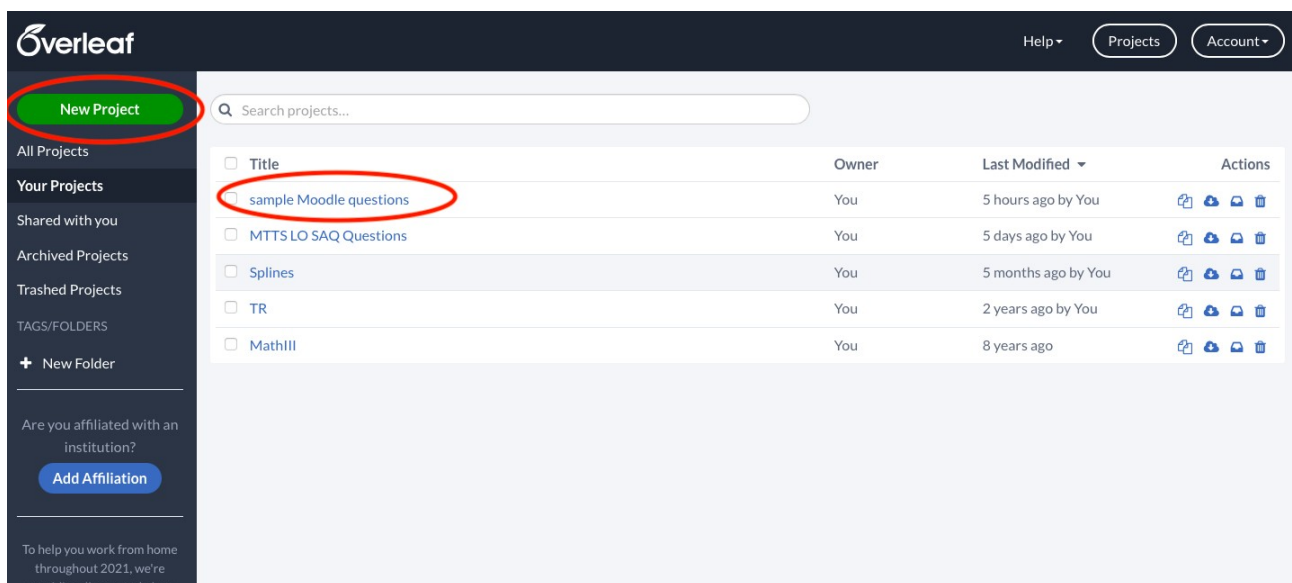 Overleaf
Help
Projects
Account
New Project
Search projects...
All Projects
Your Projects
Shared with you
Archived Projects
Trashed Projects
TAGS/FOLDERS
+ New Folder
Are you affiliated with an
institution?
Add Affiliation
To help you work from home
throughout 2021, we're
Title Owner Last Modified Actions
sample Moodle questions You 5 hours ago by You
MTTS LO SAQ Questions You 5 days ago by You
Splines You 5 months ago by You
TR You 2 years ago by You
MathIII You 8 years ago